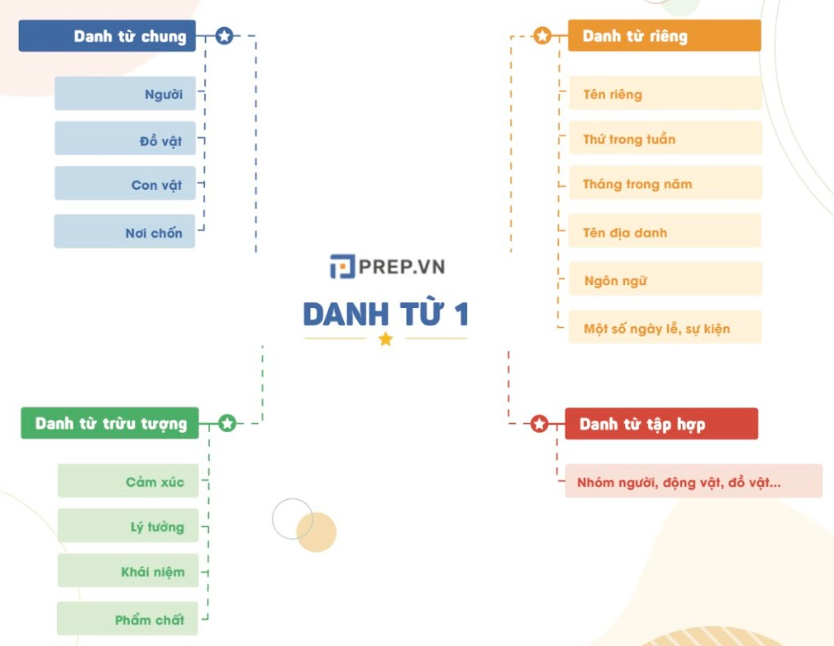 Danh từ chung
Người
Đồ vật
Con vật
Nơi chốn
Danh từ riêng
Tên riêng
Thứ trong tuần
Tháng trong năm
Tên địa danh
Ngôn ngữ
Một số ngày lễ, sự kiện
PREP.VN
DANH TỪ 1
Danh từ trừu tượng
Cảm xúc
Lý tưởng
Khái niệm
Phẩm chất
Danh từ tập hợp
Nhóm người, động vật, đồ vật...